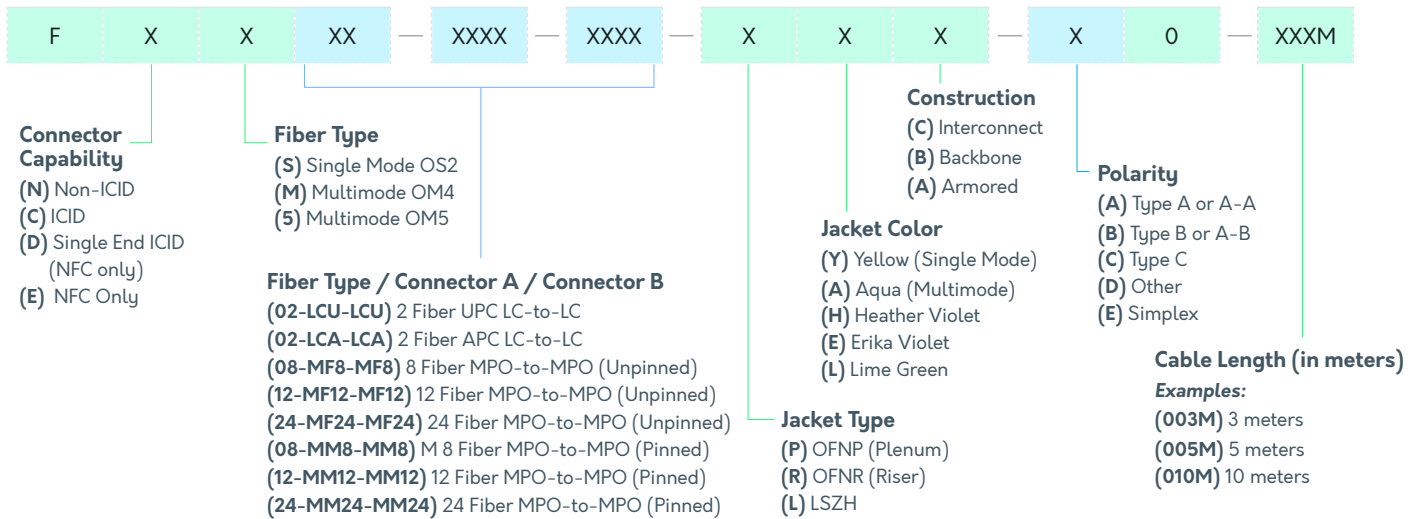 F X X XX — XXXX — XXXX — X X X — X 0 — XXXM
Connector
Capability
(N) Non-ICID
(C) ICID
(D) Single End ICID
(NFC only)
(E) NFC Only
Fiber Type
(S) Single Mode OS2
(M) Multimode OM4
(5) Multimode OM5
Fiber Type / Connector A / Connector B
(02-LCU-LCU) 2 Fiber UPC LC-to-LC
(02-LCA-LCA) 2 Fiber APC LC-to-LC
(08-MF8-MF8) 8 Fiber MPO-to-MPO (Unpinned)
(12-MF12-MF12) 12 Fiber MPO-to-MPO (Unpinned)
(24-MF24-MF24) 24 Fiber MPO-to-MPO (Unpinned)
(08-MM8-MM8) M 8 Fiber MPO-to-MPO (Pinned)
(12-MM12-MM12) 12 Fiber MPO-to-MPO (Pinned)
(24-MM24-MM24) 24 Fiber MPO-to-MPO (Pinned)
Jacket Type
(P) OFNP (Plenum)
(R) OFNR (Riser)
(L) LSZH
Jacket Color
(Y) Yellow (Single Mode)
(A) Aqua (Multimode)
(H) Heather Violet
(E) Erika Violet
(L) Lime Green
Construction
(C) Interconnect
(B) Backbone
(A) Armored
Polarity
(A) Type A or A-A
(B) Type B or A-B
(C) Type C
(D) Other
(E) Simplex
Cable Length (in meters)
Examples:
(003M) 3 meters
(005M) 5 meters
(010M) 10 meters